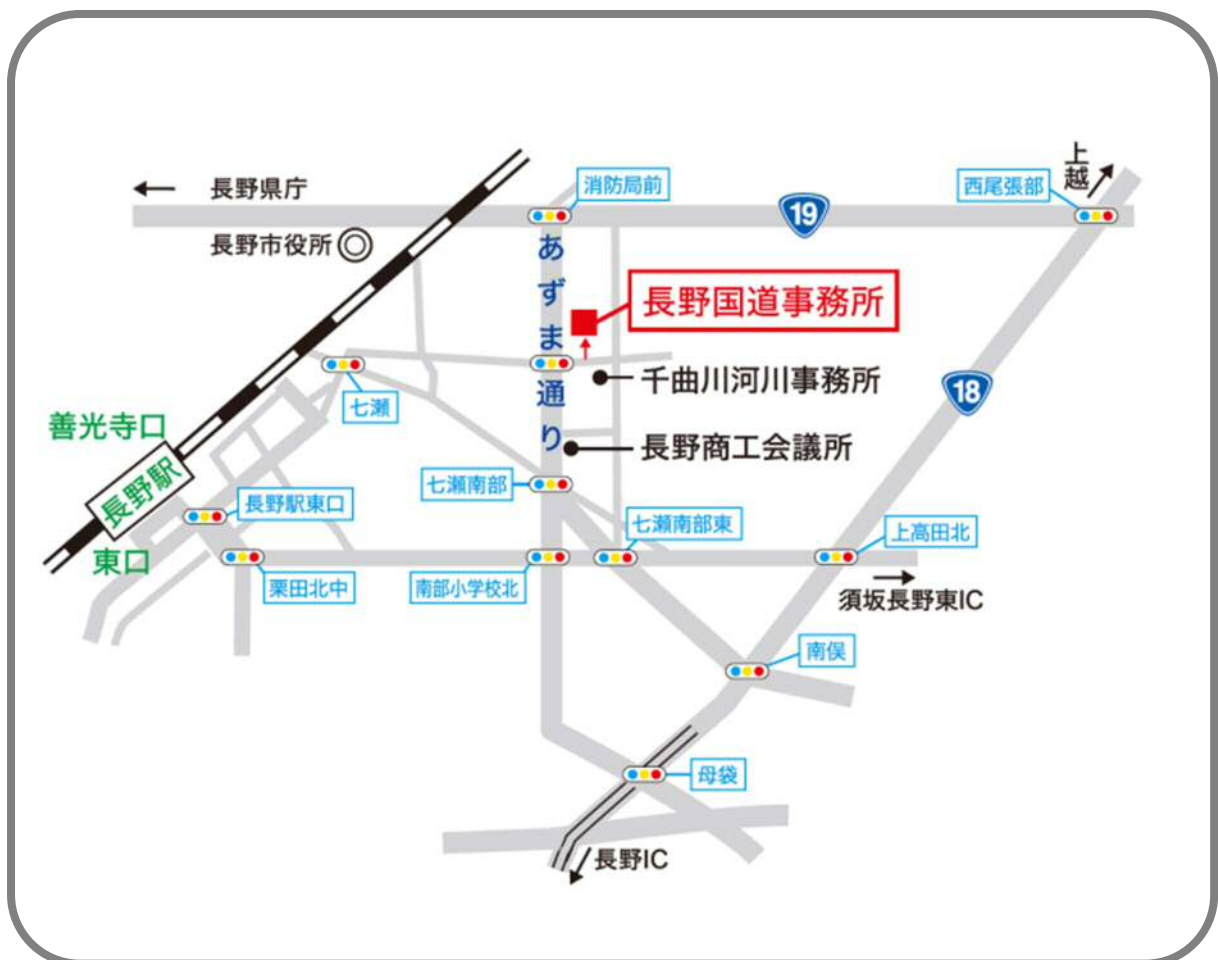 上越
消防局前
西尾張部
長野県庁
19
長野市役所
あずま通り
長野国道事務所
七瀬
千曲川河川事務所
18
善光寺口
長野商工会議所
長野駅
七瀬南部
長野駅東口
七瀬南部東
上高田北
東口
栗田北中
南部小学校北
須坂長野東IC
南俣
母袋
長野IC